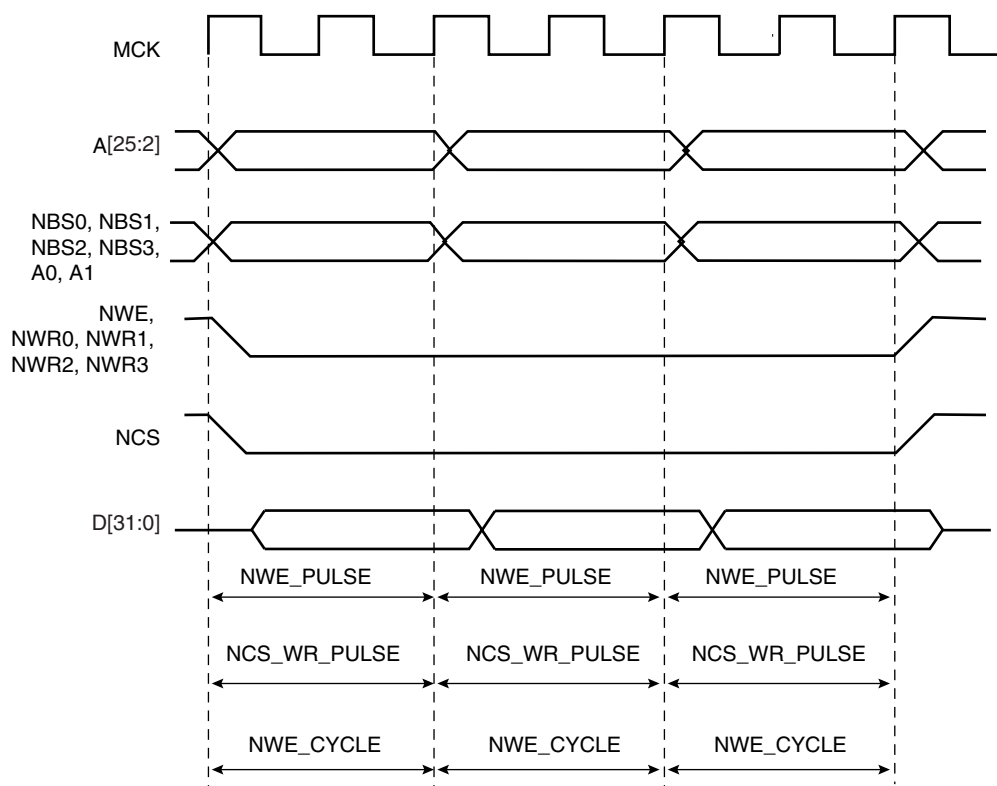 MCK
A[25:2]
NBS0, NBS1,
NBS2, NBS3,
A0, A1
NWE,
NWR0, NWR1,
NWR2, NWR3
NCS
D[31:0]
NWE_PULSE NWE_PULSE NWE_PULSE
NCS_WR_PULSE NCS_WR_PULSE NCS_WR_PULSE
NWE_CYCLE NWE_CYCLE NWE_CYCLE